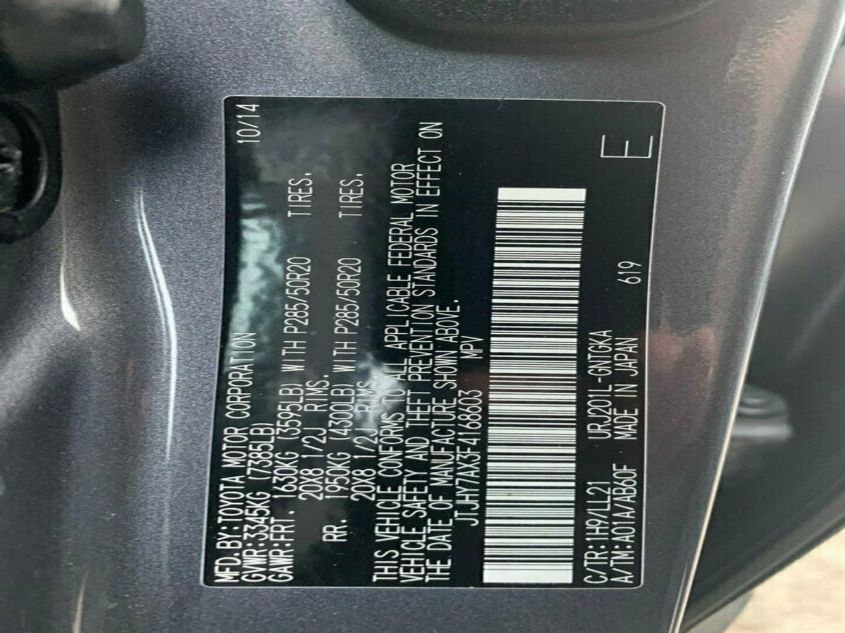 MFD.BY:TOYOTA MOTOR CORPORATION 10/14
GVWR:3345KG (7385LB)
GAWR:FRT. 1630KG (3595LB) WITH P285/50R20 TIRES.
20X8 1/2J RIMS.
RR. 1950KG (4300LB) WITH P285/50R20 TIRES.
20X8 1/2J RIMS
THIS VEHICLE CONFORMS TO ALL APPLICABLE FEDERAL MOTOR
VEHICLE SAFETY AND THEFT PREVENTION STANDARDS IN EFFECT ON
THE DATE OF MANUFACTURE SHOWN ABOVE.
JTJHY7AX3F4168603 MPV
C/TR:1H9/LL21 URJ201L-GNTGKA
A/TR:A01A/AB60F MADE IN JAPAN 619
E